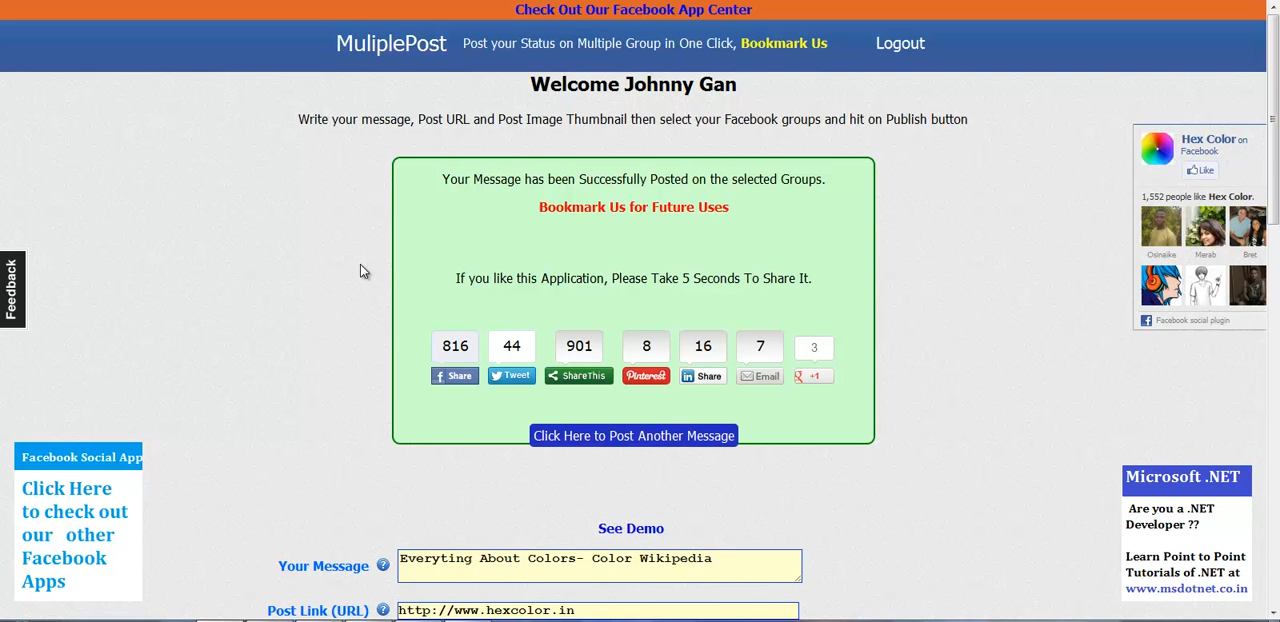 Check Out Our Facebook App Center
MuliplePost Post your Status on Multiple Group in One Click, Bookmark Us Logout
Welcome Johnny Gan
Write your message, Post URL and Post Image Thumbnail then select your Facebook groups and hit on Publish button
Hex Color on
Facebook
Like
1,552 people like Hex Color.
Osinaike Merab Bret
Facebook social plugin
Your Message has been Successfully Posted on the selected Groups.
Bookmark Us for Future Uses
Feedback
If you like this Application, Please Take 5 Seconds To Share It.
816 44 901 8 16 7 3
Share Tweet ShareThis Pinterest Share Email +1
Click Here to Post Another Message
Facebook Social App
Click Here
to check out
our other
Facebook
Apps
Microsoft .NET
Are you a .NET
Developer ??
Learn Point to Point
Tutorials of .NET at
www.msdotnet.co.in
See Demo
Your Message ? Everyting About Colors- Color Wikipedia
Post Link (URL) ? http://www.hexcolor.in